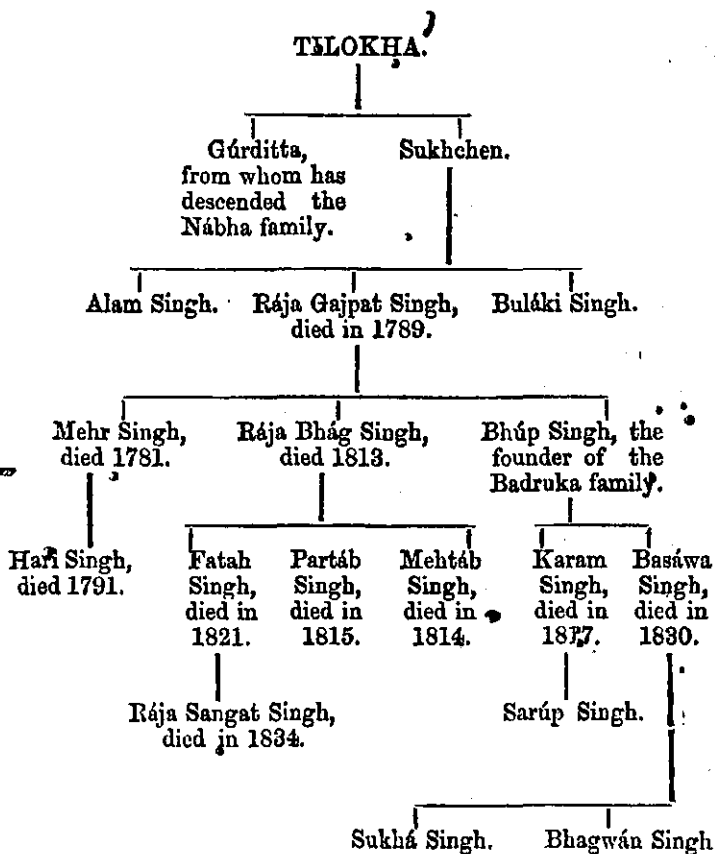 TILOKHA.
Gúrditta,
from whom has
descended the
Nábha family.
Sukhchen.
Alam Singh.
Rája Gajpat Singh,
died in 1789.
Buláki Singh.
Mehr Singh,
died 1781.
Rája Bhág Singh,
died 1813.
Bhúp Singh, the
founder of the
Badruka family.
Hari Singh,
died 1791.
Fatah
Singh,
died in
1821.
Partáb
Singh,
died in
1815.
Mehtáb
Singh,
died in
1814.
Karam
Singh,
died in
Basáwa
Singh,
died in
1830.
Rája Sangat Singh,
died in 1834.
Sarúp Singh.
Sukhá Singh.
Bhagwán Singh